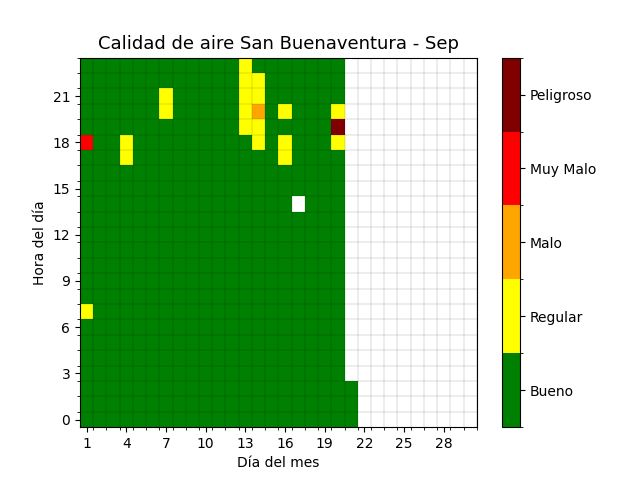 Calidad de aire San Buenaventura - Sep
Hora del día
21
18
15
12
9
6
3
0
1 4 7 10 13 16 19 22 25 28
Día del mes
Peligroso
Muy Malo
Malo
Regular
Bueno